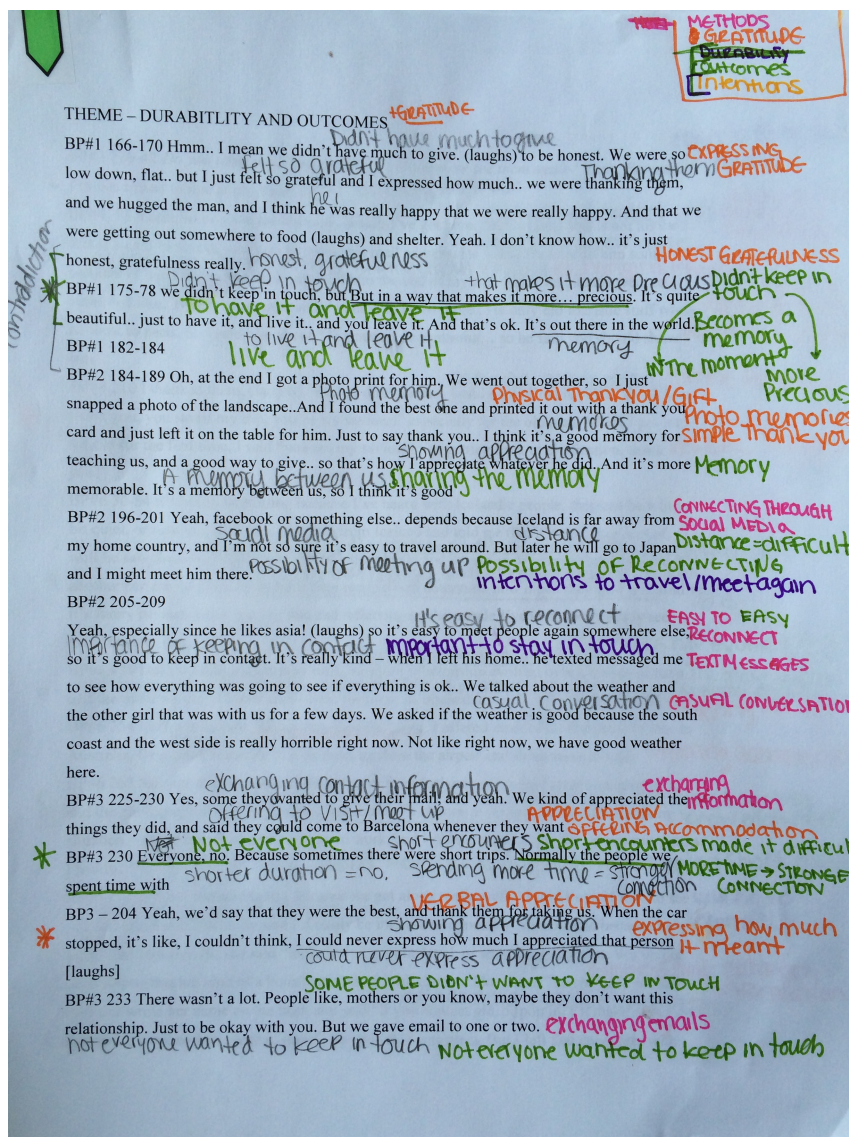 METHODS
GRATITUDE
DURABILITY
OUTCOMES
Intentions
THEME – DURABITLITY AND OUTCOMES +GRATITUDE
Didn't have much to give
BP#1 166-170 Hmm.. I mean we didn't have much to give. (laughs) to be honest. We were so EXPRESSING
felt so grateful Thanking them GRATITUDE
low down, flat.. but I just felt so grateful and I expressed how much.. we were thanking them,
he
and we hugged the man, and I think he was really happy that we were really happy. And that we
were getting out somewhere to food (laughs) and shelter. Yeah. I don't know how.. it's just
HONEST GRATEFULNESS
honest, gratefulness really. honest, gratefulness
contradiction
Didn't keep in touch that makes it more precious Didn't keep in
BP#1 175-78 we didn't keep in touch, but But in a way that makes it more… precious. It's quite touch
To have it and leave it
beautiful.. just to have it, and live it.. and you leave it. And that's ok. It's out there in the world. Becomes a
to live it and leave it memory memory
BP#1 182-184 live and leave it
in The moment more Precious
BP#2 184-189 Oh, at the end I got a photo print for him. We went out together, so I just
Photo memory Physical Thankyou/Gift
snapped a photo of the landscape..And I found the best one and printed it out with a thank you Photo memories
memories
card and just left it on the table for him. Just to say thank you.. I think it's a good memory for simple thank you
showing appreciation
teaching us, and a good way to give.. so that's how I appreciate whatever he did. And it's more Memory
A memory between us sharing the memory
memorable. It's a memory between us, so I think it's good
CONNECTING THROUGH
BP#2 196-201 Yeah, facebook or something else.. depends because Iceland is far away from SOCIAL MEDIA
Social media distance
my home country, and I'm not so sure it's easy to travel around. But later he will go to Japan Distance=difficult
and I might meet him there. possibility of meeting up POSSIBILITY OF RECONNECTING
intentions to travel/meet again
BP#2 205-209
It's easy to reconnect EASY TO EASY
Yeah, especially since he likes asia! (laughs) so it's easy to meet people again somewhere else, RECONNECT
Importance of keeping in contact important to stay in touch
so it's good to keep in contact. It's really kind – when I left his home.. he texted messaged me TEXT MESSAGES
to see how everything was going to see if everything is ok.. We talked about the weather and
casual conversation CASUAL CONVERSATION
the other girl that was with us for a few days. We asked if the weather is good because the south
coast and the west side is really horrible right now. Not like right now, we have good weather
here.
exchanging contact information exchanging
BP#3 225-230 Yes, some they wanted to give their mail! and yeah. We kind of appreciated the information
Offering to visit/meet up APPRECIATION
things they did, and said they could come to Barcelona whenever they want OFFERING ACCOMMODATION
Not everyone short encounters Short encounters made it difficul
BP#3 230 Everyone, no. Because sometimes there were short trips. Normally the people we
shorter duration = no. spending more time = stronger connection MORE TIME → STRONGE CONNECTION
spent time with
VERBAL APPRECIATION
BP3 – 204 Yeah, we'd say that they were the best, and thank them for taking us. When the car
showing appreciation expressing how much
stopped, it's like, I couldn't think, I could never express how much I appreciated that person it meant
could never express appreciation
[laughs]
SOME PEOPLE DIDN'T WANT TO KEEP IN TOUCH
BP#3 233 There wasn't a lot. People like, mothers or you know, maybe they don't want this
relationship. Just to be okay with you. But we gave email to one or two. exchanging emails
not everyone wanted to keep in touch Not everyone wanted to keep in touch